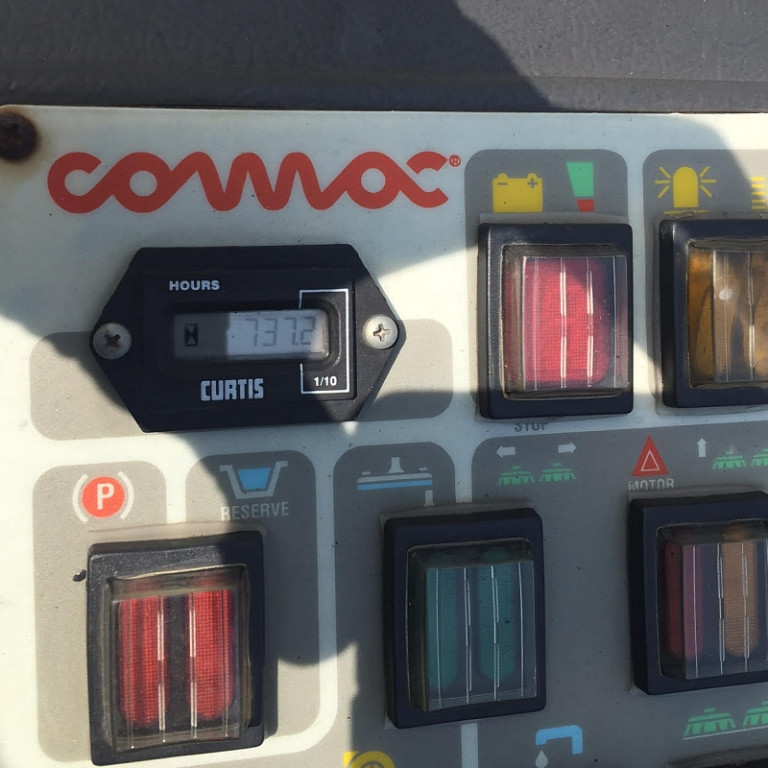 COMAC®
HOURS
737.2
CURTIS
1/10
STOP
P
RESERVE
MOTOR